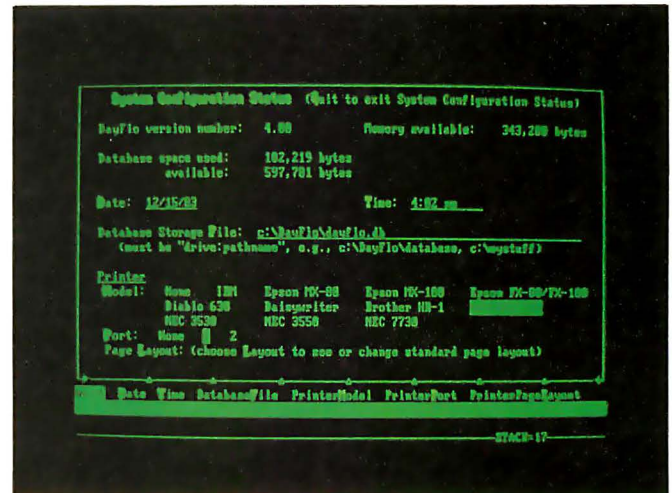 System Configuration Status (Quit to exit System Configuration Status)
DayFlo version number: 4.00 Memory available: 343,280 bytes
Database space used: 102,219 bytes
available: 597,781 bytes
Date: 12/15/83 Time: 4:02 pm
Database Storage File: c:\DayFlo\dayflo.db
(must be "drive:pathname", e.g., c:\DayFlo\database, c:\mystuff)
Printer
Model: None IBM Epson MX-80 Epson MX-100 Epson FX-80/FX-100
Diablo 630 Daisywriter Brother HR-1
NEC 3530 NEC 3550 NEC 7730
Port: None 2
Page Layout: (choose Layout to see or change standard page layout)
Date Time DatabaseFile PrinterModel PrinterPort PrinterPageLayout
STACK=17